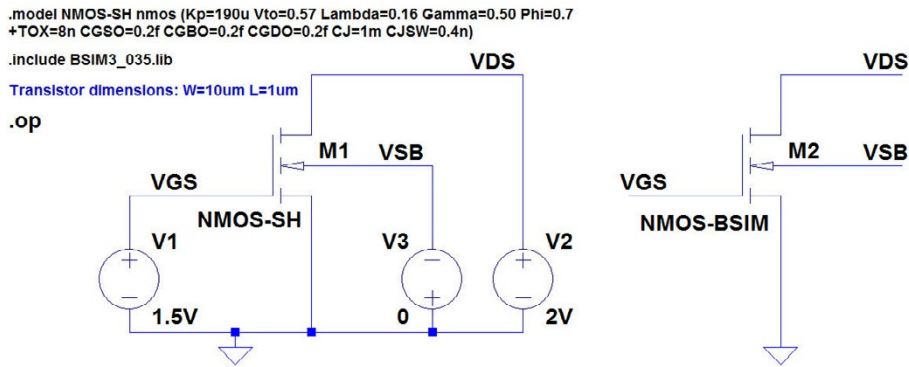 .model NMOS-SH nmos (Kp=190u Vto=0.57 Lambda=0.16 Gamma=0.50 Phi=0.7
+TOX=8n CGSO=0.2f CGBO=0.2f CGDO=0.2f CJ=1m CJSW=0.4n)
.include BSIM3_035.lib
Transistor dimensions: W=10um L=1um
.op
VDS
M1
VSB
VGS
NMOS-SH
V1
1.5V
V3
0
V2
2V
VDS
M2
VSB
VGS
NMOS-BSIM